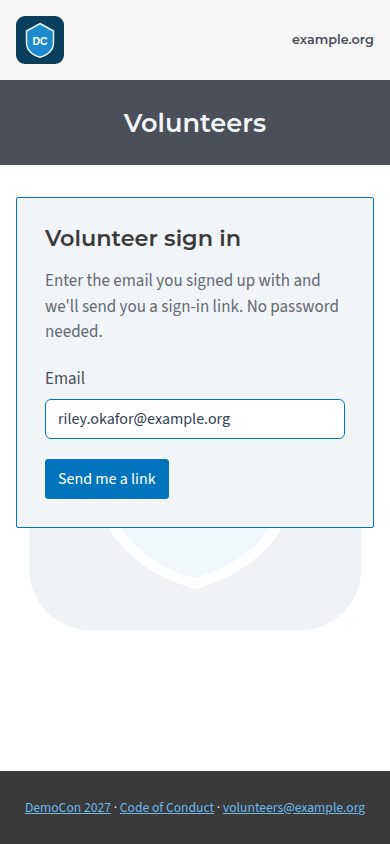 DC
example.org
Volunteers
Volunteer sign in
Enter the email you signed up with and
we'll send you a sign-in link. No password
needed.
Email
riley.okafor@example.org
Send me a link
DemoCon 2027 · Code of Conduct · volunteers@example.org